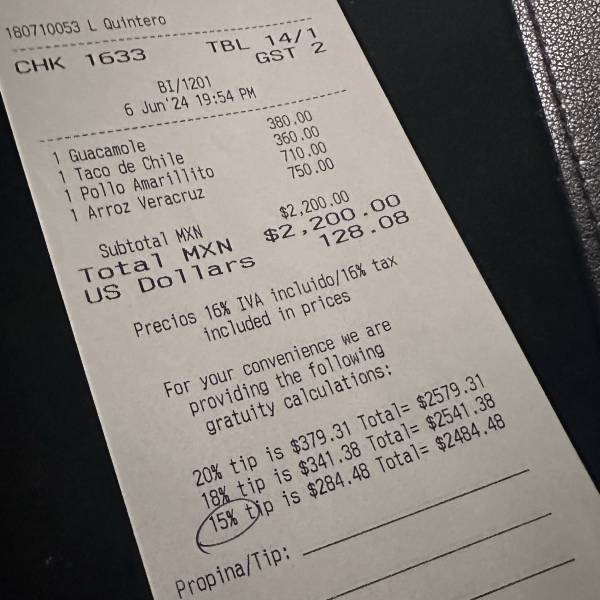 180710053 L Quintero
CHK 1633 TBL 14/1
GST 2
BI/1201
6 Jun'24 19:54 PM
1 Guacamole 380.00
1 Taco de Chile 360.00
1 Pollo Amarillito 710.00
1 Arroz Veracruz 750.00
Subtotal MXN $2,200.00
Total MXN $2,200.00
US Dollars 128.08
Precios 16% IVA incluido/16% tax
included in prices
For your convenience we are
providing the following
gratuity calculations:
20% tip is $379.31 Total= $2579.31
18% tip is $341.38 Total= $2541.38
15% tip is $284.48 Total= $2484.48
Propina/Tip: